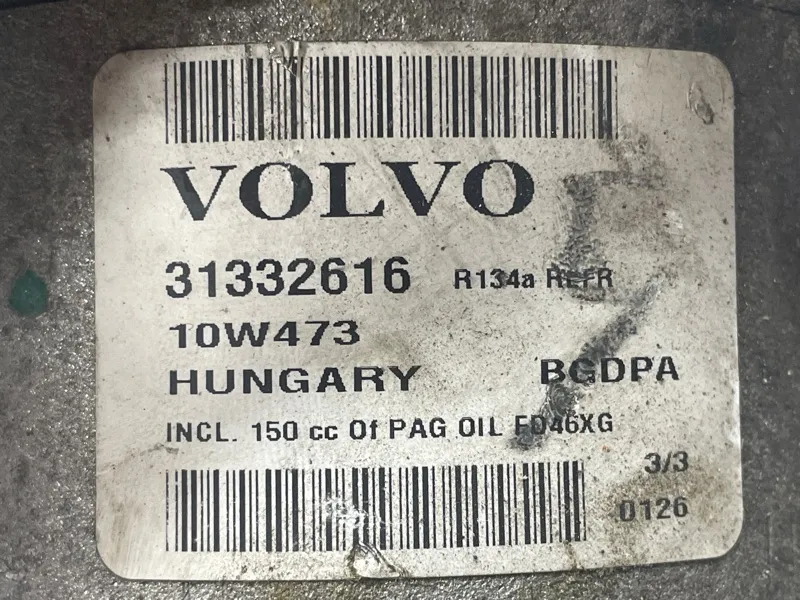 VOLVO
31332616 R134a REFR
10W473
HUNGARY BGDPA
INCL. 150 cc Of PAG OIL FD46XG
3/3
0126